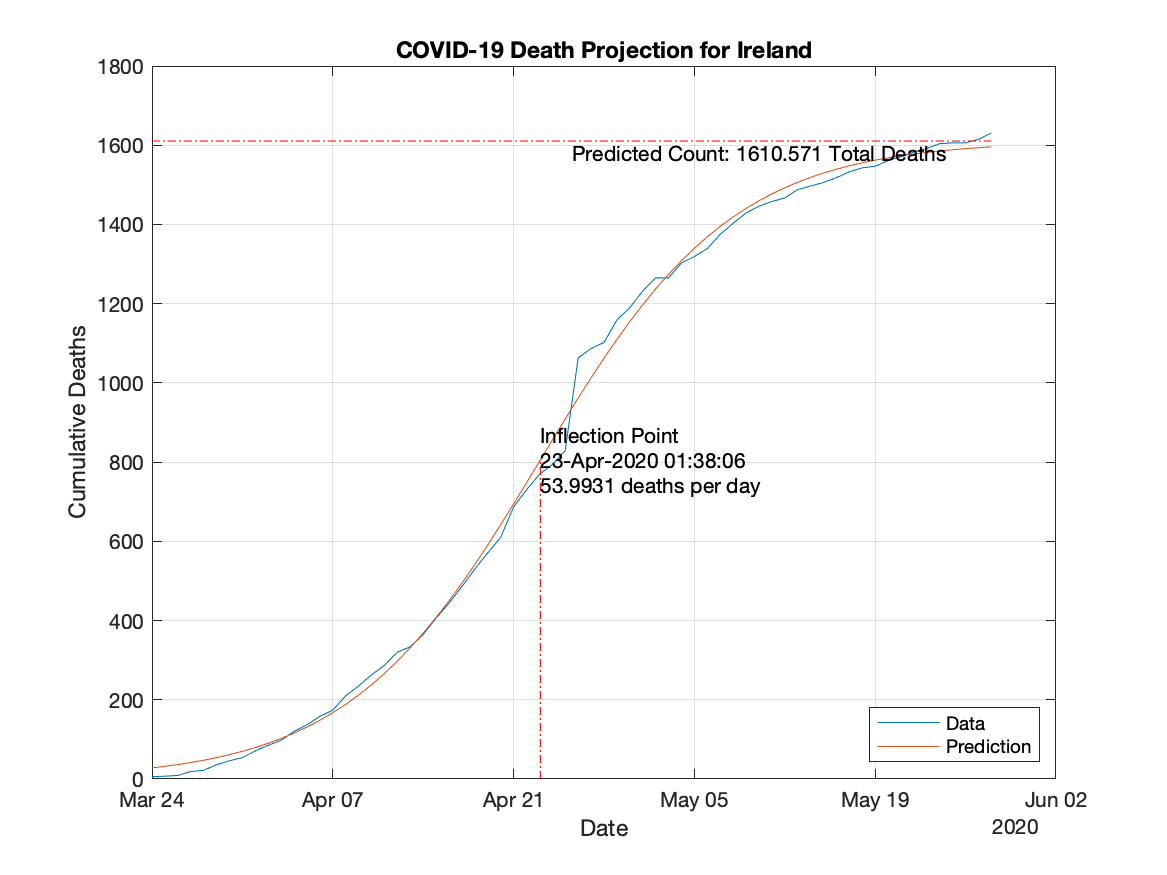 COVID-19 Death Projection for Ireland
1800
1600
1400
1200
1000
800
600
400
200
0
Cumulative Deaths
Predicted Count: 1610.571 Total Deaths
Inflection Point
23-Apr-2020 01:38:06
53.9931 deaths per day
Data
Prediction
Mar 24 Apr 07 Apr 21 May 05 May 19 Jun 02
Date
2020